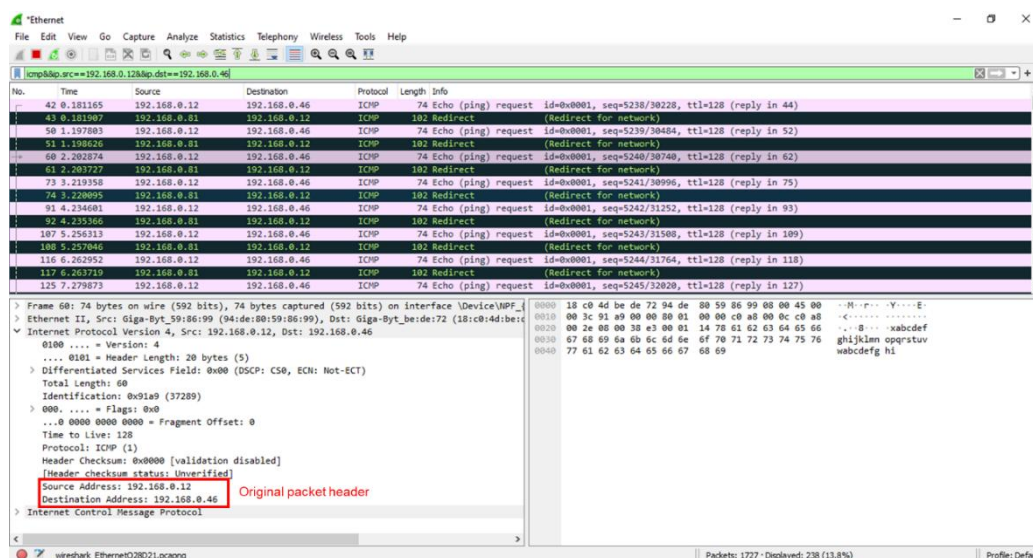 *Ethernet
File Edit View Go Capture Analyze Statistics Telephony Wireless Tools Help
icmp&&ip.src==192.168.0.12&&ip.dst==192.168.0.46
No. Time Source Destination Protocol Length Info
42 0.181165 192.168.0.12 192.168.0.46 ICMP 74 Echo (ping) request id=0x0001, seq=5238/30228, ttl=128 (reply in 44)
43 0.181907 192.168.0.81 192.168.0.12 ICMP 102 Redirect (Redirect for network)
50 1.197803 192.168.0.12 192.168.0.46 ICMP 74 Echo (ping) request id=0x0001, seq=5239/30484, ttl=128 (reply in 52)
51 1.198626 192.168.0.81 192.168.0.12 ICMP 102 Redirect (Redirect for network)
60 2.202874 192.168.0.12 192.168.0.46 ICMP 74 Echo (ping) request id=0x0001, seq=5240/30740, ttl=128 (reply in 62)
61 2.203727 192.168.0.81 192.168.0.12 ICMP 102 Redirect (Redirect for network)
73 3.219358 192.168.0.12 192.168.0.46 ICMP 74 Echo (ping) request id=0x0001, seq=5241/30996, ttl=128 (reply in 75)
74 3.220095 192.168.0.81 192.168.0.12 ICMP 102 Redirect (Redirect for network)
91 4.234601 192.168.0.12 192.168.0.46 ICMP 74 Echo (ping) request id=0x0001, seq=5242/31252, ttl=128 (reply in 93)
92 4.235366 192.168.0.81 192.168.0.12 ICMP 102 Redirect (Redirect for network)
107 5.256313 192.168.0.12 192.168.0.46 ICMP 74 Echo (ping) request id=0x0001, seq=5243/31508, ttl=128 (reply in 109)
108 5.257046 192.168.0.81 192.168.0.12 ICMP 102 Redirect (Redirect for network)
116 6.262952 192.168.0.12 192.168.0.46 ICMP 74 Echo (ping) request id=0x0001, seq=5244/31764, ttl=128 (reply in 118)
117 6.263719 192.168.0.81 192.168.0.12 ICMP 102 Redirect (Redirect for network)
125 7.279873 192.168.0.12 192.168.0.46 ICMP 74 Echo (ping) request id=0x0001, seq=5245/32020, ttl=128 (reply in 127)
Frame 60: 74 bytes on wire (592 bits), 74 bytes captured (592 bits) on interface \Device\NPF_{
Ethernet II, Src: Giga-Byt_59:86:99 (94:de:80:59:86:99), Dst: Giga-Byt_be:de:72 (18:c0:4d:be:d
Internet Protocol Version 4, Src: 192.168.0.12, Dst: 192.168.0.46
0100 .... = Version: 4
.... 0101 = Header Length: 20 bytes (5)
Differentiated Services Field: 0x00 (DSCP: CS0, ECN: Not-ECT)
Total Length: 60
Identification: 0x91a9 (37289)
000. .... = Flags: 0x0
...0 0000 0000 0000 = Fragment Offset: 0
Time to Live: 128
Protocol: ICMP (1)
Header Checksum: 0x0000 [validation disabled]
[Header checksum status: Unverified]
Source Address: 192.168.0.12
Destination Address: 192.168.0.46
Original packet header
Internet Control Message Protocol
0000 18 c0 4d be de 72 94 de 80 59 86 99 08 00 45 00 ··M··r·· ·Y····E·
0010 00 3c 91 a9 00 00 80 01 00 00 c0 a8 00 0c c0 a8 ·<······ ········
0020 00 2e 08 00 38 e3 00 01 14 78 61 62 63 64 65 66 ·.··8··· ·xabcdef
0030 67 68 69 6a 6b 6c 6d 6e 6f 70 71 72 73 74 75 76 ghijklmn opqrstuv
0040 77 61 62 63 64 65 66 67 68 69 wabcdefg hi
wireshark_EthernetO28D21.pcapng Packets: 1727 · Displayed: 238 (13.8%) Profile: Defa